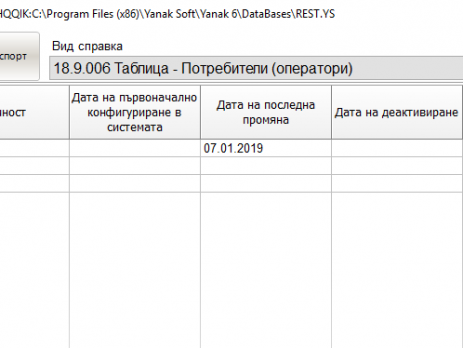 HQQIK:C:\Program Files (x86)\Yanak Soft\Yanak 6\DataBases\REST.YS
спорт
Вид справка
18.9.006 Таблица - Потребители (оператори)
ност
Дата на първоначално
конфигуриране в
системата
Дата на последна
промяна
Дата на деактивиране
07.01.2019